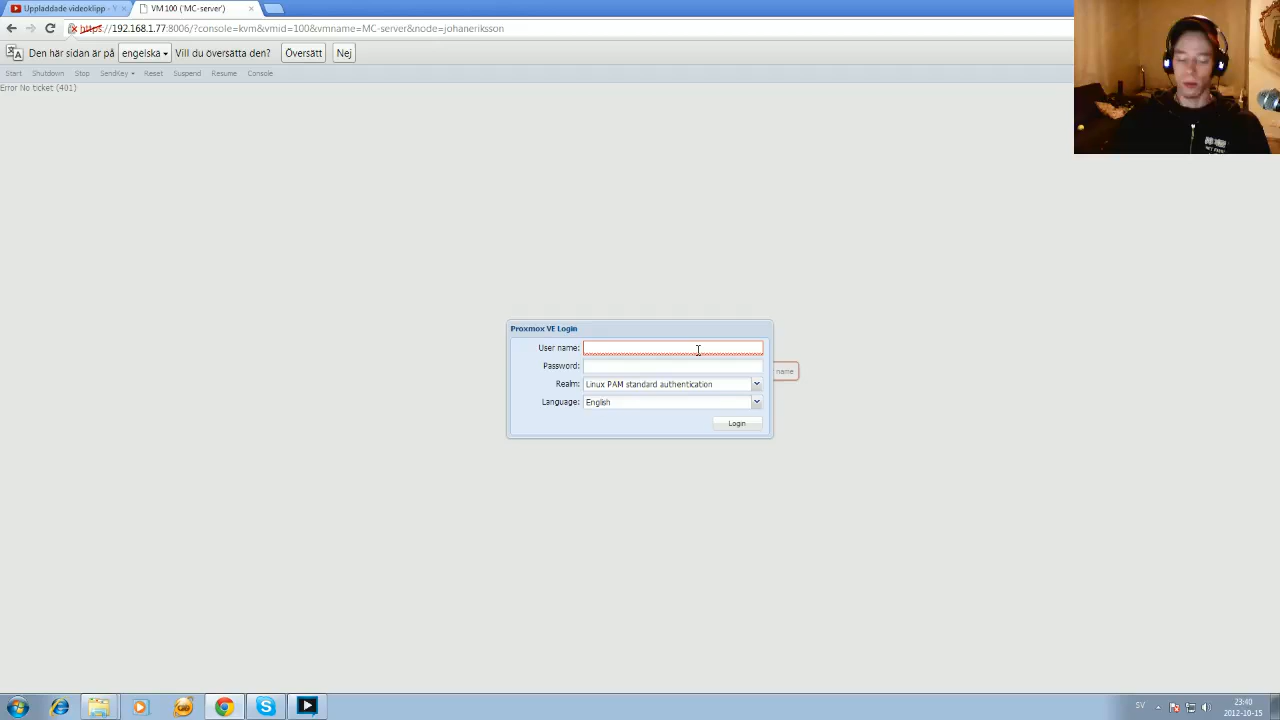 Uppladdade videoklipp - Y
VM 100 ('MC-server')
https://192.168.1.77:8006/?console=kvm&vmid=100&vmname=MC-server&node=johaneriksson
Den här sidan är på engelska Vill du översätta den? Översätt Nej
Start Shutdown Stop SendKey Reset Suspend Resume Console
Error No ticket (401)
Proxmox VE Login
User name:
Password:
name
Realm: Linux PAM standard authentication
Language: English
Login
SV
23:40
2012-10-15